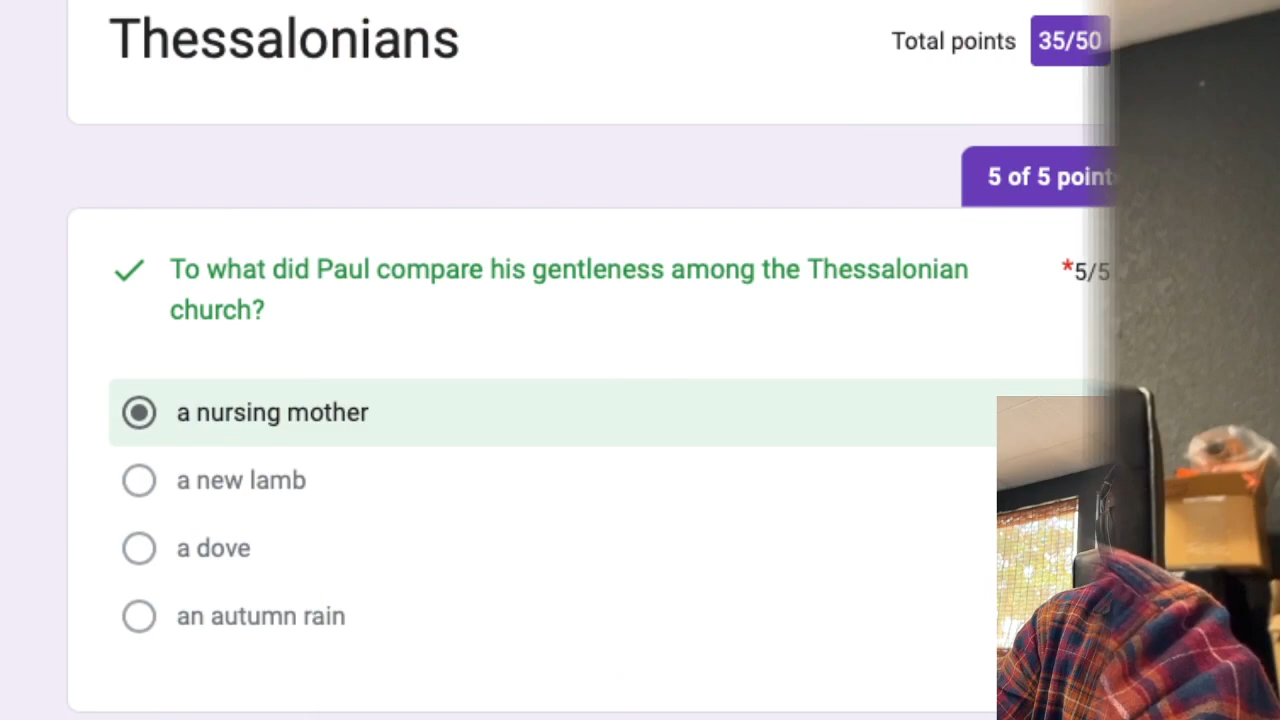 Thessalonians
Total points 35/50
5 of 5 point
To what did Paul compare his gentleness among the Thessalonian
*5/5
church?
a nursing mother
a new lamb
a dove
an autumn rain